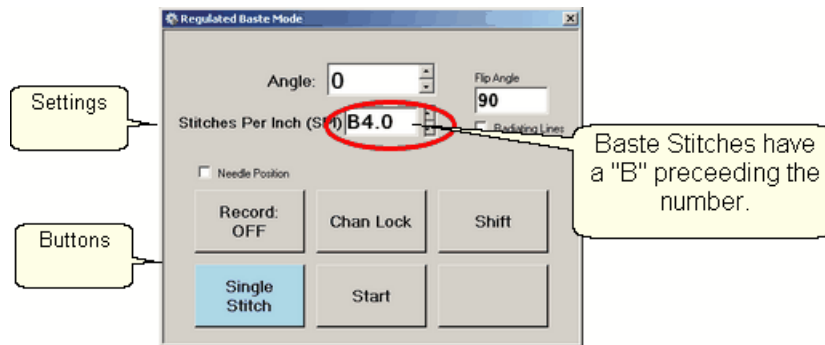 Regulated Baste Mode
Settings
Angle: 0
Flip Angle
90
Stitches Per Inch (SPI) B4.0
Radiating Lines
Baste Stitches have
a "B" preceeding the
number.
Needle Position
Buttons
Record:
OFF
Chan Lock
Shift
Single
Stitch
Start